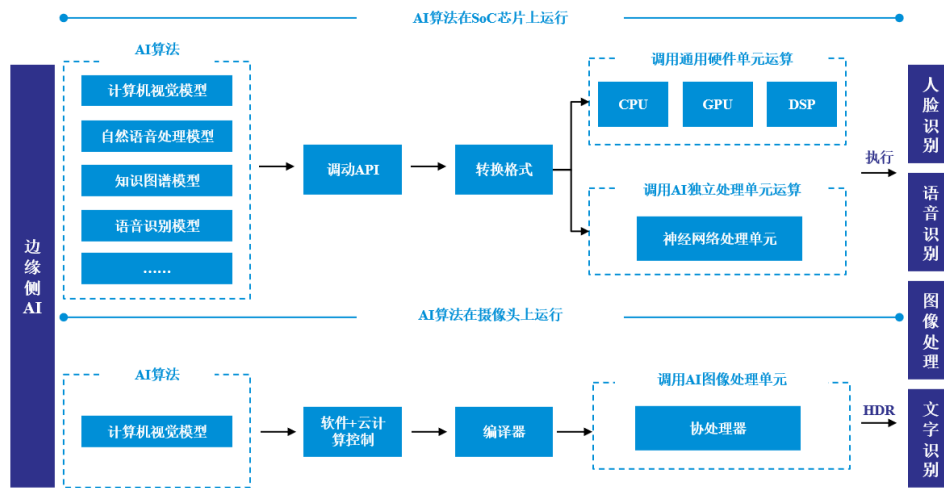 AI算法在SoC芯片上运行
边缘侧AI
AI算法
计算机视觉模型
自然语音处理模型
知识图谱模型
语音识别模型
……
调动API
转换格式
调用通用硬件单元运算
CPU
GPU
DSP
调用AI独立处理单元运算
神经网络处理单元
执行
人脸识别
语音识别
图像处理
文字识别
AI算法在摄像头上运行
AI算法
计算机视觉模型
软件+云计
算控制
编译器
调用AI图像处理单元
协处理器
HDR